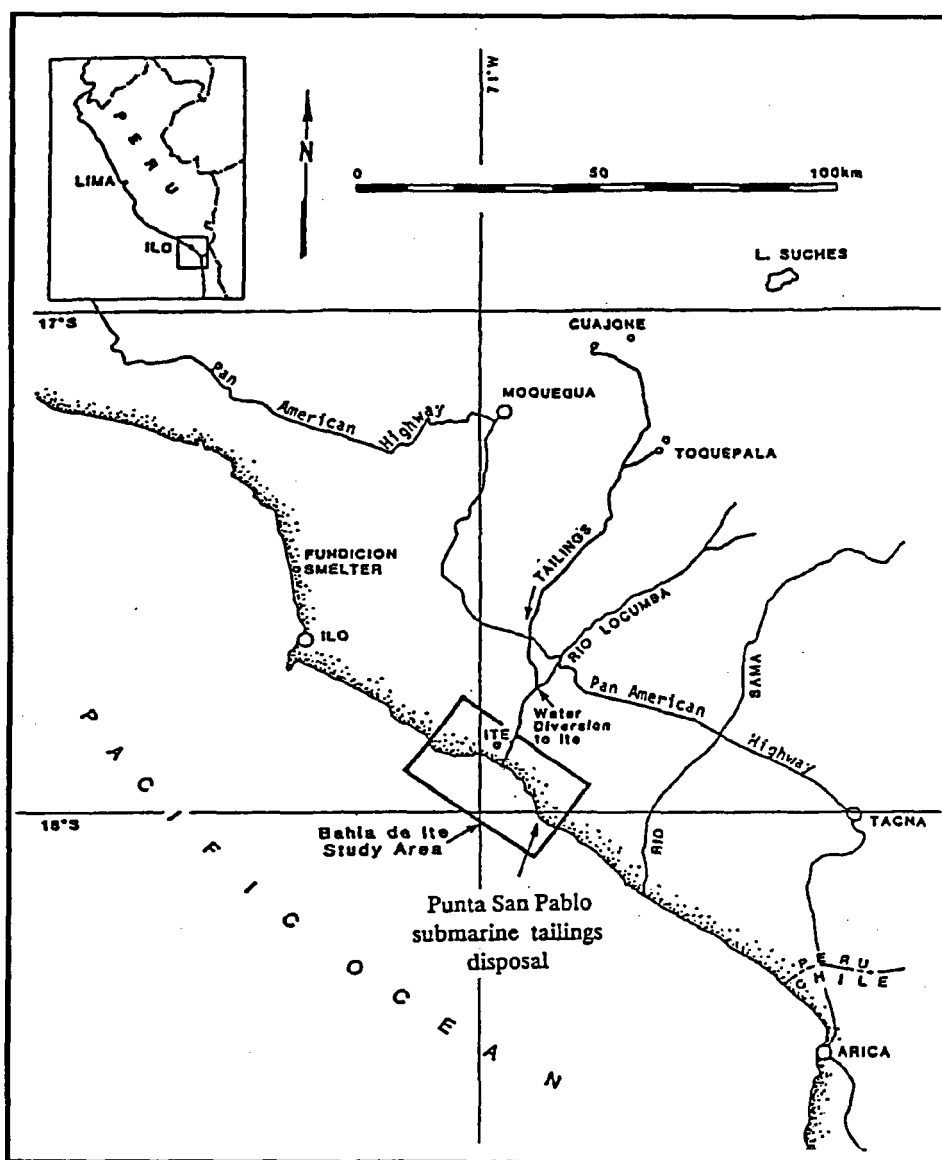 PERU
LIMA
ILO
N
71°W
0 50 100km
L. SUCHES
17°S
CUAJONE
Pan American Highway
MOQUEGUA
TOQUEPALA
TAILINGS
FUNDICION
SMELTER
RIO LOCUMBA
ILO
SAMA
Pan American Highway
Water
Diversion
to Ite
ITE
18°S
TACNA
Bahia de Ite
Study Area
RIO
Punta San Pablo
submarine tailings
disposal
PACIFIC OCEAN
PERU
CHILE
ARICA